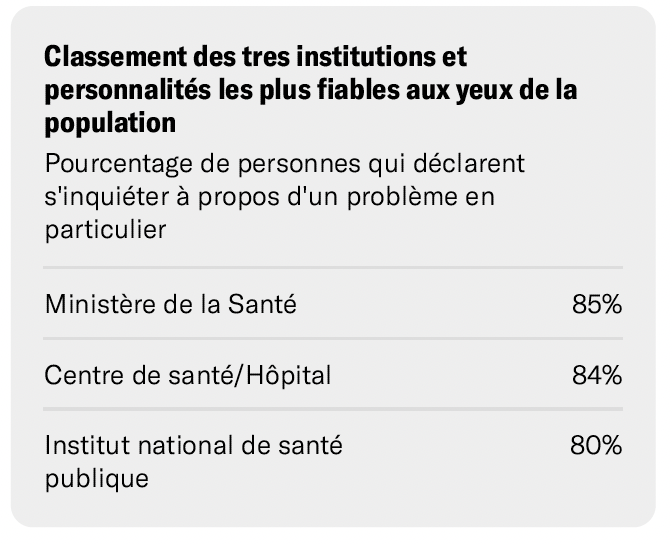 Classement des tres institutions et
personnalités les plus fiables aux yeux de la
population
Pourcentage de personnes qui déclarent
s'inquiéter à propos d'un problème en
particulier
Ministère de la Santé 85%
Centre de santé/Hôpital 84%
Institut national de santé 80%
publique